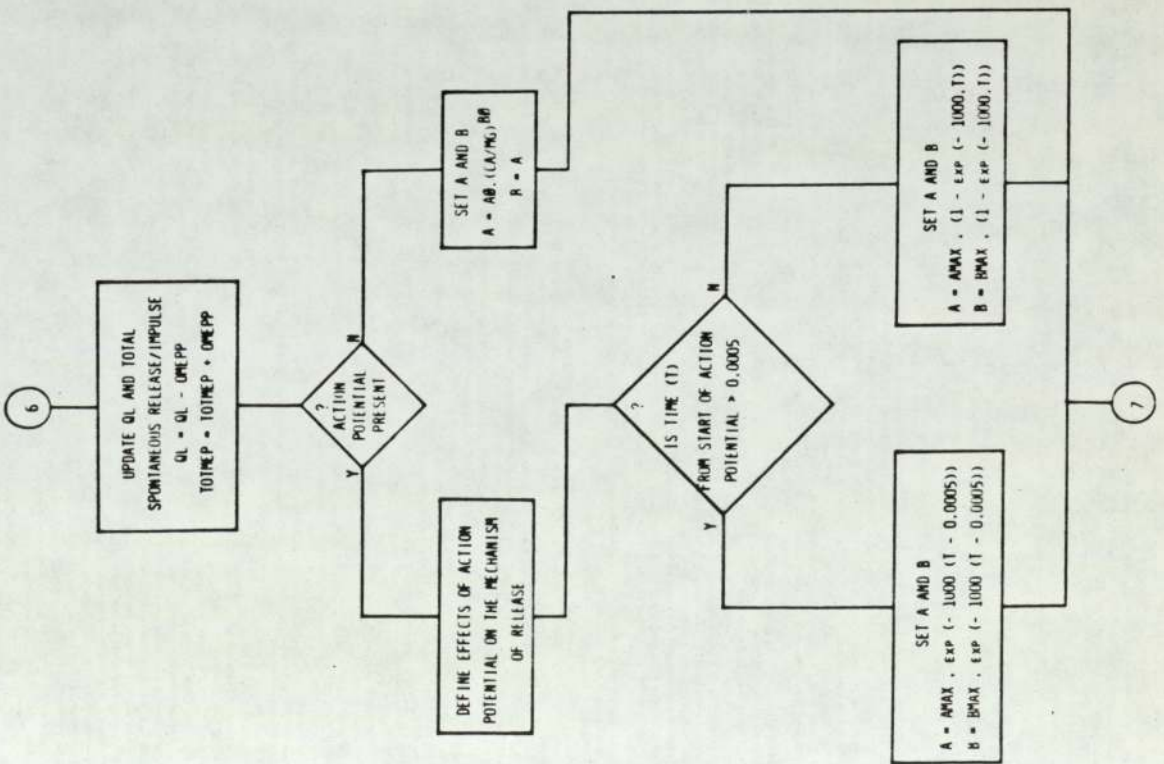 6
UPDATE QL AND TOTAL
SPONTANEOUS RELEASE/IMPULSE
QL = QL - QMEPP
TOTMEP = TOTMEP + QMEPP
?
ACTION
POTENTIAL
PRESENT
Y
N
DEFINE EFFECTS OF ACTION
POTENTIAL ON THE MECHANISM
OF RELEASE
SET A AND B
A = A0.(CA/MG)B0
B = A
?
IS TIME (T)
FROM START OF ACTION
POTENTIAL > 0.0005
Y
N
SET A AND B
A = AMAX . EXP (- 1000 (T - 0.0005))
B = BMAX . EXP (- 1000 (T - 0.0005))
SET A AND B
A = AMAX . (1 - EXP (- 1000.T))
B = BMAX . (1 - EXP (- 1000.T))
7